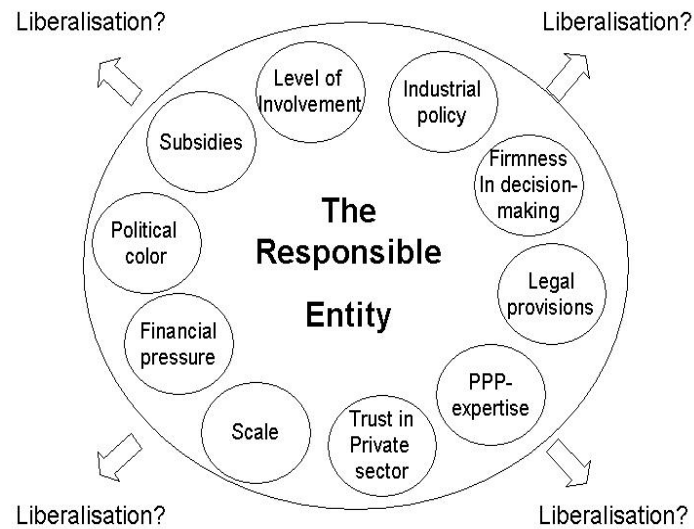 Liberalisation?
Liberalisation?
Level of
Involvement
Industrial
policy
Subsidies
Firmness
In decision-
making
The
Responsible
Entity
Political
color
Legal
provisions
Financial
pressure
PPP-
expertise
Scale
Trust in
Private
sector
Liberalisation?
Liberalisation?